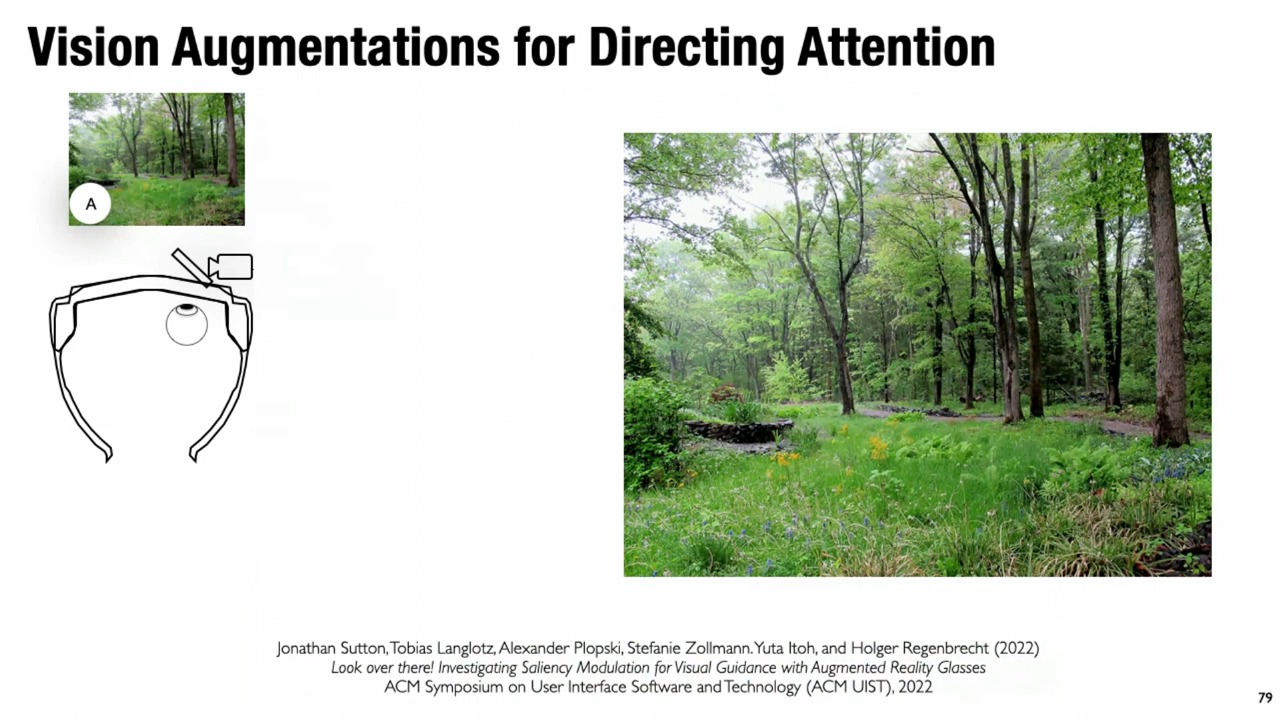 Vision Augmentations for Directing Attention
A
Jonathan Sutton, Tobias Langlotz, Alexander Plopski, Stefanie Zollmann. Yuta Itoh, and Holger Regenbrecht (2022)
Look over there! Investigating Saliency Modulation for Visual Guidance with Augmented Reality Glasses
ACM Symposium on User Interface Software and Technology (ACM UIST), 2022
79